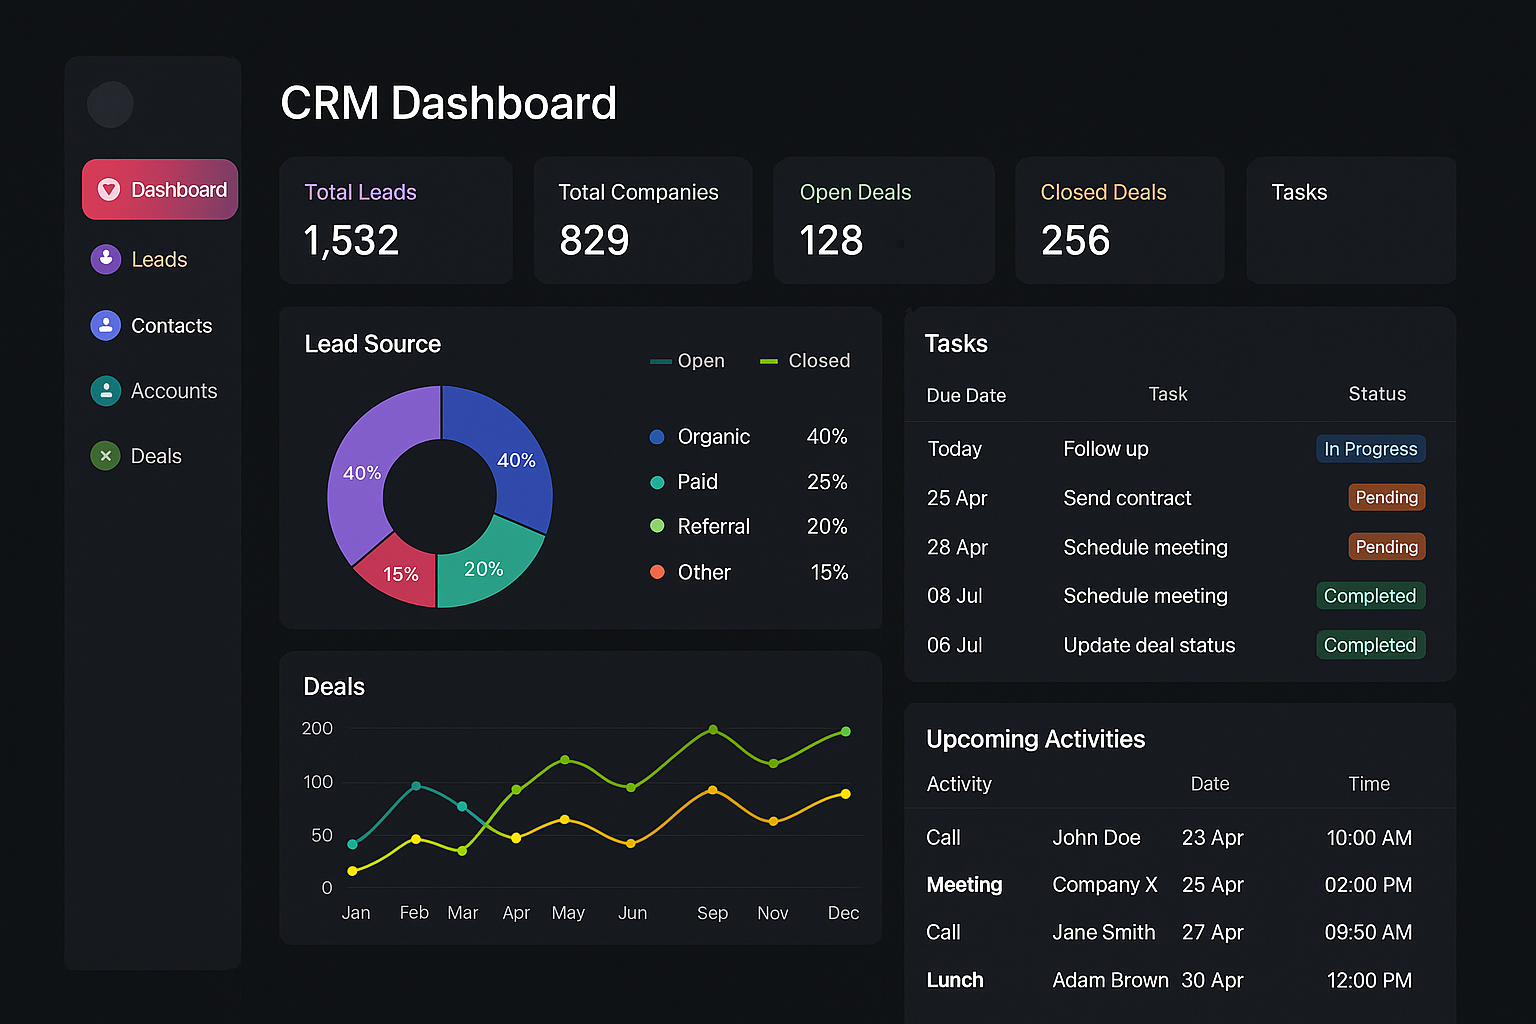 CRM Dashboard
Dashboard
Leads
Contacts
Accounts
Deals
Total Leads
1,532
Total Companies
829
Open Deals
128
Closed Deals
256
Tasks
Lead Source
Open Closed
40%
40%
15%
20%
Organic 40%
Paid 25%
Referral 20%
Other 15%
Deals
200
100
50
0
Jan Feb Mar Apr May Jun Sep Nov Dec
Tasks
Due Date Task Status
Today Follow up In Progress
25 Apr Send contract Pending
28 Apr Schedule meeting Pending
08 Jul Schedule meeting Completed
06 Jul Update deal status Completed
Upcoming Activities
Activity Date Time
Call John Doe 23 Apr 10:00 AM
Meeting Company X 25 Apr 02:00 PM
Call Jane Smith 27 Apr 09:50 AM
Lunch Adam Brown 30 Apr 12:00 PM